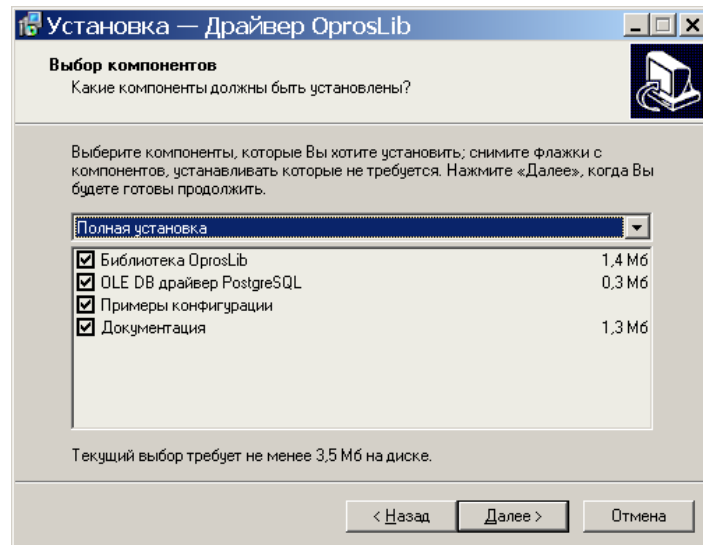 Установка — Драйвер OprosLib
Выбор компонентов
Какие компоненты должны быть установлены?
Выберите компоненты, которые Вы хотите установить; снимите флажки с
компонентов, устанавливать которые не требуется. Нажмите «Далее», когда Вы
будете готовы продолжить.
Полная установка
Библиотека OprosLib 1,4 Мб
OLE DB драйвер PostgreSQL 0,3 Мб
Примеры конфигурации
Документация 1,3 Мб
Текущий выбор требует не менее 3,5 Мб на диске.
< Назад Далее > Отмена